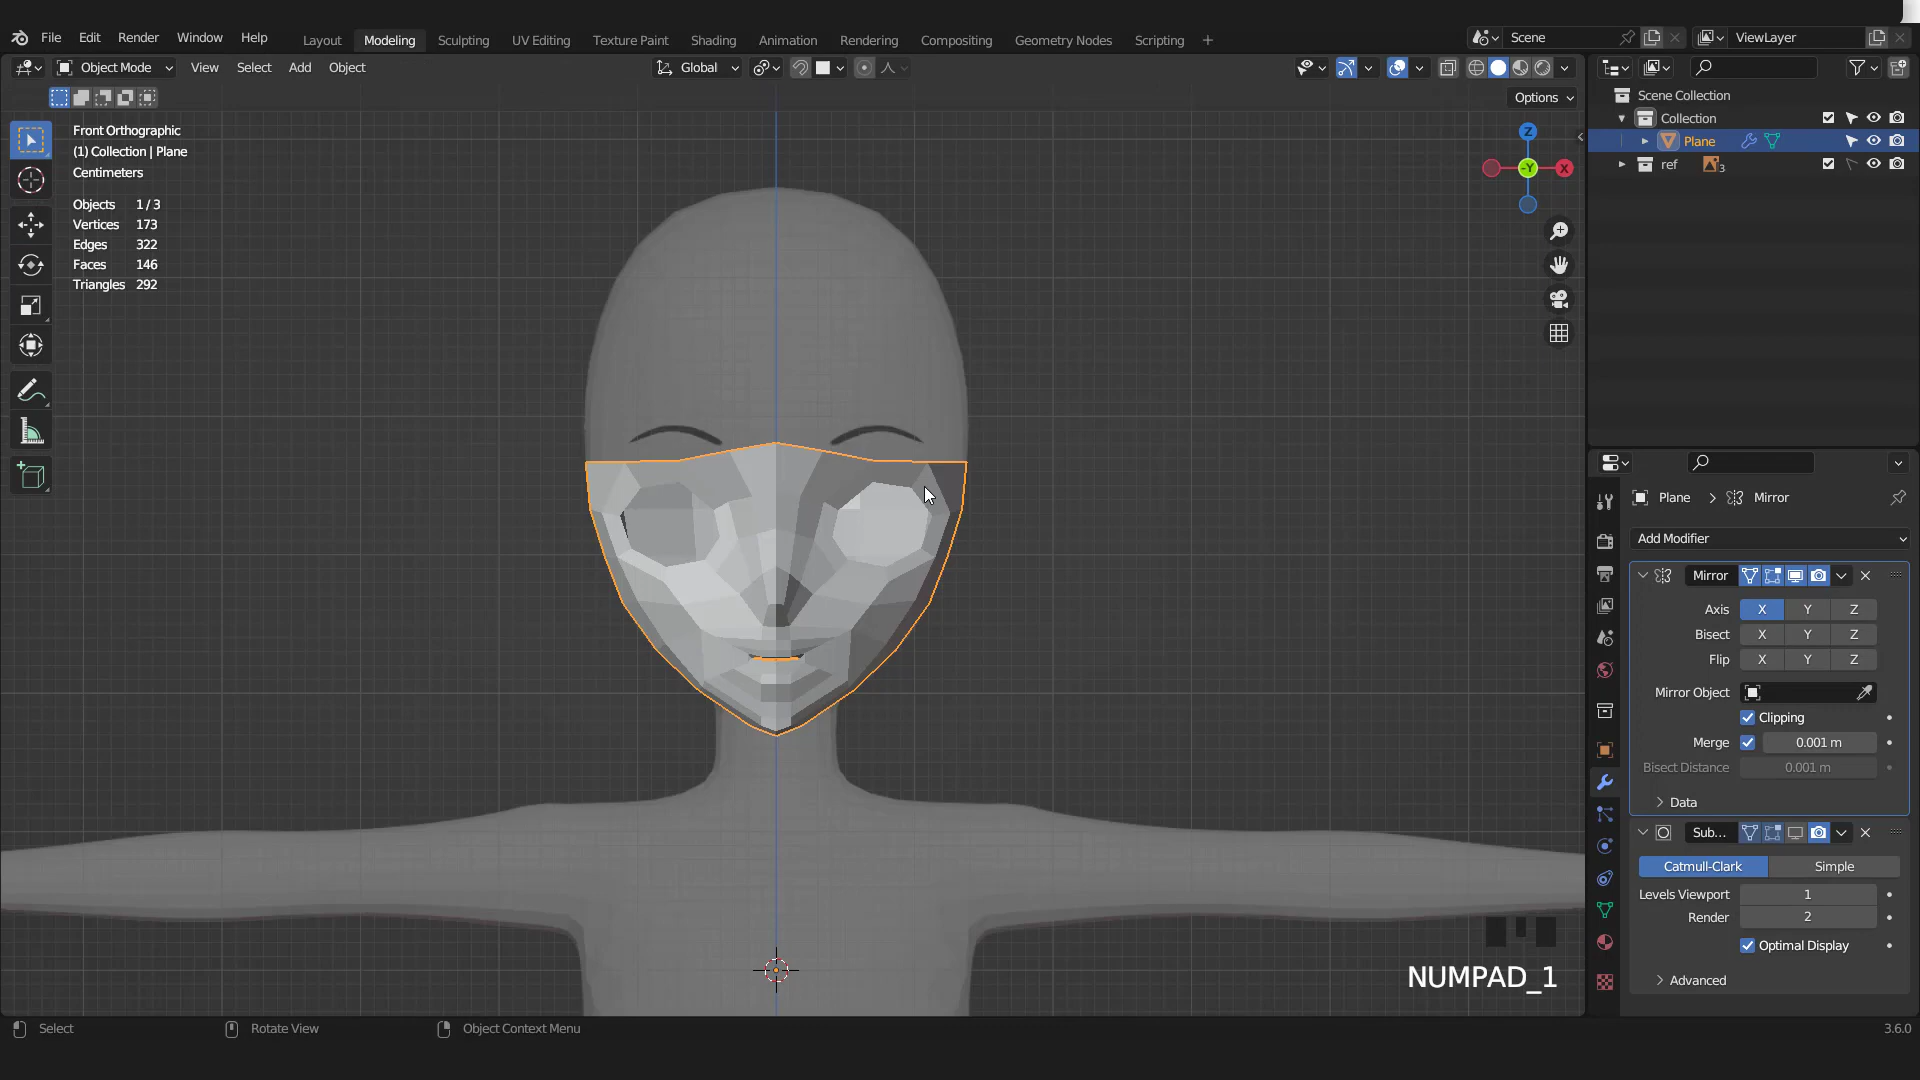 File Edit Render Window Help
Layout Modeling Sculpting UV Editing Texture Paint Shading Animation Rendering Compositing Geometry Nodes Scripting +
Scene
ViewLayer
Object Mode View Select Add Object
Global
Options
Front Orthographic
(1) Collection | Plane
Centimeters
Objects 1 / 3
Vertices 173
Edges 322
Faces 146
Triangles 292
Z
-Y
X
Scene Collection
Collection
Plane
ref 3
Plane > Mirror
Add Modifier
Mirror
Axis X Y Z
Bisect X Y Z
Flip X Y Z
Mirror Object
Clipping
Merge 0.001 m
Bisect Distance 0.001 m
Data
Sub...
Catmull-Clark Simple
Levels Viewport 1
Render 2
Optimal Display
Advanced
NUMPAD_1
Select Rotate View Object Context Menu
3.6.0